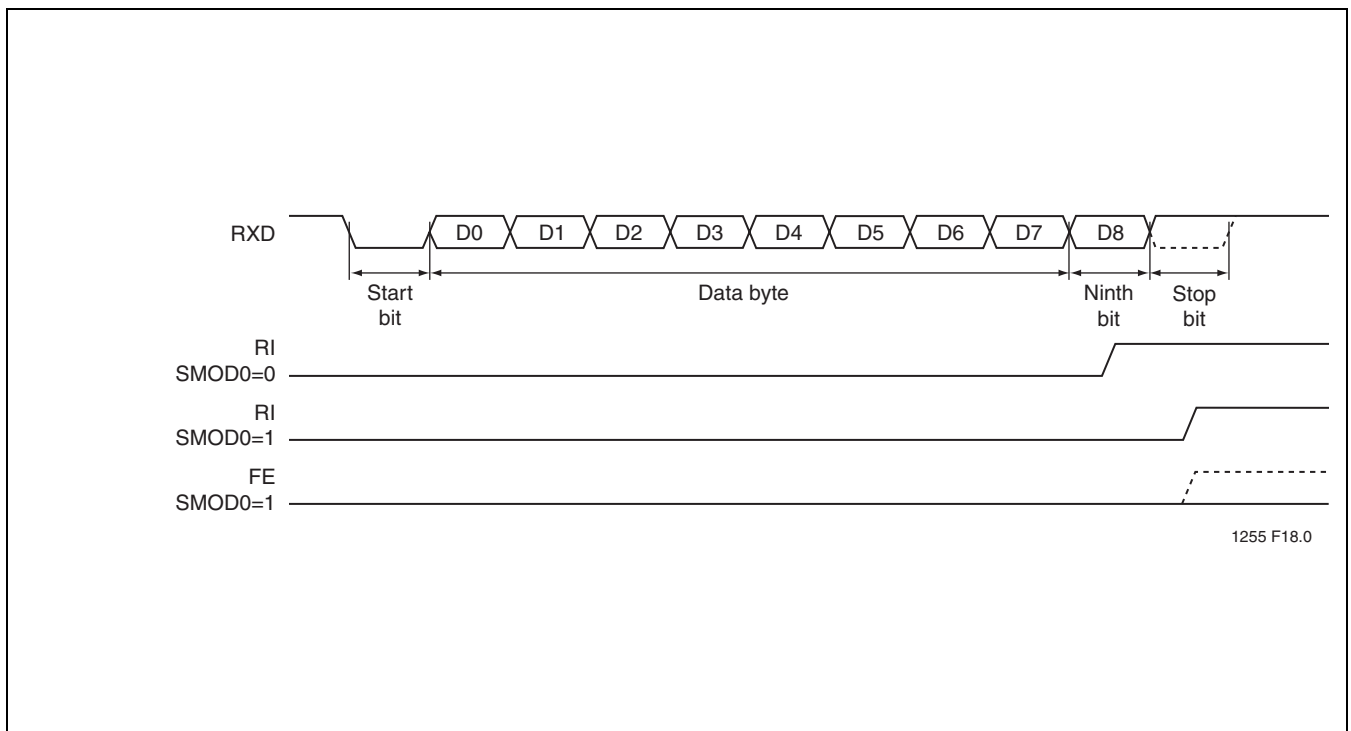 RXD
D0 D1 D2 D3 D4 D5 D6 D7 D8
Start
bit
Data byte
Ninth
bit
Stop
bit
RI
SMOD0=0
RI
SMOD0=1
FE
SMOD0=1
1255 F18.0